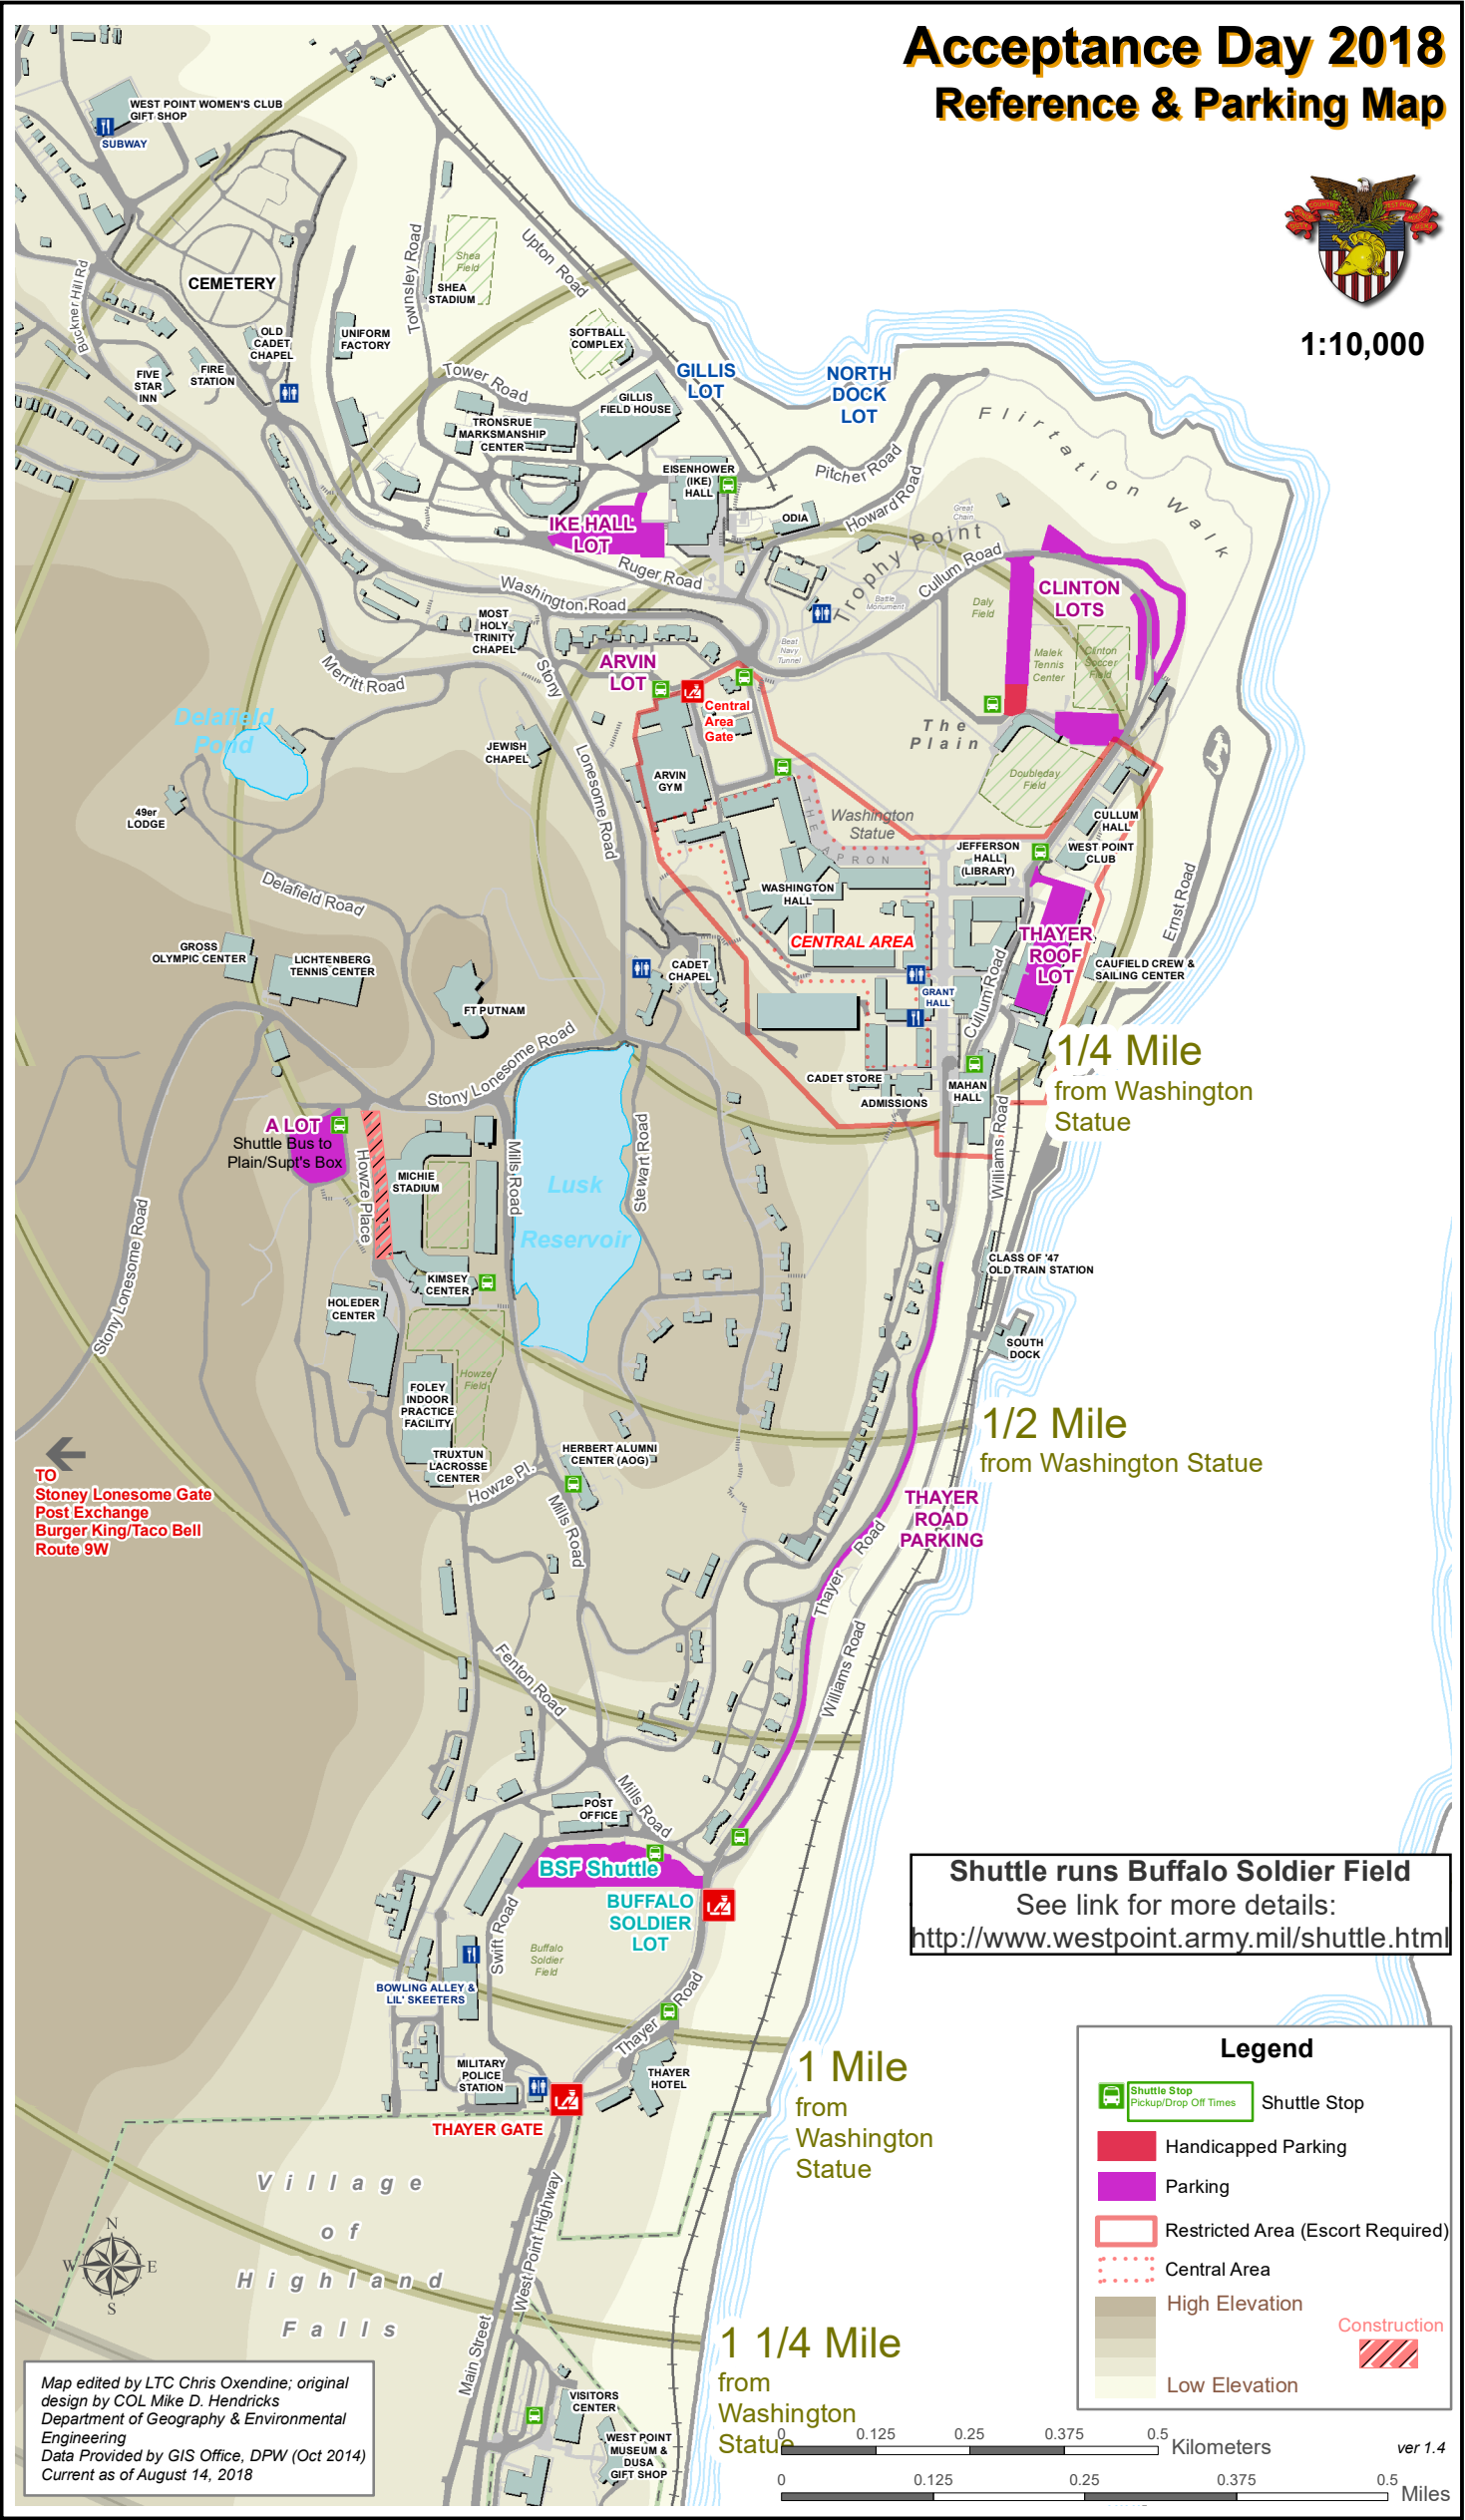 Acceptance Day 2018
Reference & Parking Map
1:10,000
WEST POINT WOMEN'S CLUB
GIFT SHOP
SUBWAY
CEMETERY
Buckner Hill Rd
Townsley Road
Shea
Field
SHEA
STADIUM
Upton Road
OLD
CADET
CHAPEL
UNIFORM
FACTORY
SOFTBALL
COMPLEX
FIVE
STAR
INN
FIRE
STATION
Tower Road
GILLIS
FIELD HOUSE
GILLIS
LOT
NORTH
DOCK
LOT
TRONSRUE
MARKSMANSHIP
CENTER
EISENHOWER
(IKE)
HALL
Pitcher Road
Howard Road
Flirtation Walk
IKE HALL
LOT
ODIA
Great
Chain
Trophy Point
Cullum Road
Ruger Road
Washington Road
Battle
Monument
Daly
Field
CLINTON
LOTS
MOST
HOLY
TRINITY
CHAPEL
Beat
Navy
Tunnel
Malek
Tennis
Center
Clinton
Soccer
Field
Merritt Road
Stony
Lonesome Road
ARVIN
LOT
Central
Area
Gate
Delafield
Pond
The
Plain
JEWISH
CHAPEL
ARVIN
GYM
Doubleday
Field
49er
LODGE
Washington
Statue
THE APRON
CULLUM
HALL
JEFFERSON
HALL
(LIBRARY)
WEST POINT
CLUB
Delafield Road
WASHINGTON
HALL
Ernst Road
CENTRAL AREA
THAYER
ROOF
LOT
GROSS
OLYMPIC CENTER
LICHTENBERG
TENNIS CENTER
CADET
CHAPEL
CAUFIELD CREW &
SAILING CENTER
GRANT
HALL
FT PUTNAM
Cullum Road
Stony Lonesome Road
1/4 Mile
from Washington
Statue
CADET STORE
ADMISSIONS
MAHAN
HALL
A LOT
Shuttle Bus to
Plain/Supt's Box
Howze Place
MICHIE
STADIUM
Mills Road
Lusk
Reservoir
Stewart Road
Williams Road
Stony Lonesome Road
KIMSEY
CENTER
CLASS OF '47
OLD TRAIN STATION
HOLEDER
CENTER
SOUTH
DOCK
Howze
Field
FOLEY
INDOOR
PRACTICE
FACILITY
1/2 Mile
from Washington Statue
TRUXTUN
LACROSSE
CENTER
HERBERT ALUMNI
CENTER (AOG)
Howze Pl.
Mills Road
TO
Stoney Lonesome Gate
Post Exchange
Burger King/Taco Bell
Route 9W
THAYER
ROAD
PARKING
Thayer Road
Williams Road
Fenton Road
Mills Road
POST
OFFICE
BSF Shuttle
BUFFALO
SOLDIER
LOT
Shuttle runs Buffalo Soldier Field
See link for more details:
http://www.westpoint.army.mil/shuttle.html
Swift Road
Buffalo
Soldier
Field
BOWLING ALLEY &
LIL' SKEETERS
Thayer Road
MILITARY
POLICE
STATION
THAYER
HOTEL
1 Mile
from
Washington
Statue
THAYER GATE
Village
of
Highland
Falls
N
W E
S
West Point Highway
Main Street
1 1/4 Mile
from
Washington
Statue
VISITORS
CENTER
WEST POINT
MUSEUM &
DUSA
GIFT SHOP
Legend
Shuttle Stop
Pickup/Drop Off Times
Shuttle Stop
Handicapped Parking
Parking
Restricted Area (Escort Required)
Central Area
High Elevation
Construction
Low Elevation
Map edited by LTC Chris Oxendine; original
design by COL Mike D. Hendricks
Department of Geography & Environmental
Engineering
Data Provided by GIS Office, DPW (Oct 2014)
Current as of August 14, 2018
0 0.125 0.25 0.375 0.5
Kilometers
ver 1.4
0 0.125 0.25 0.375 0.5
Miles